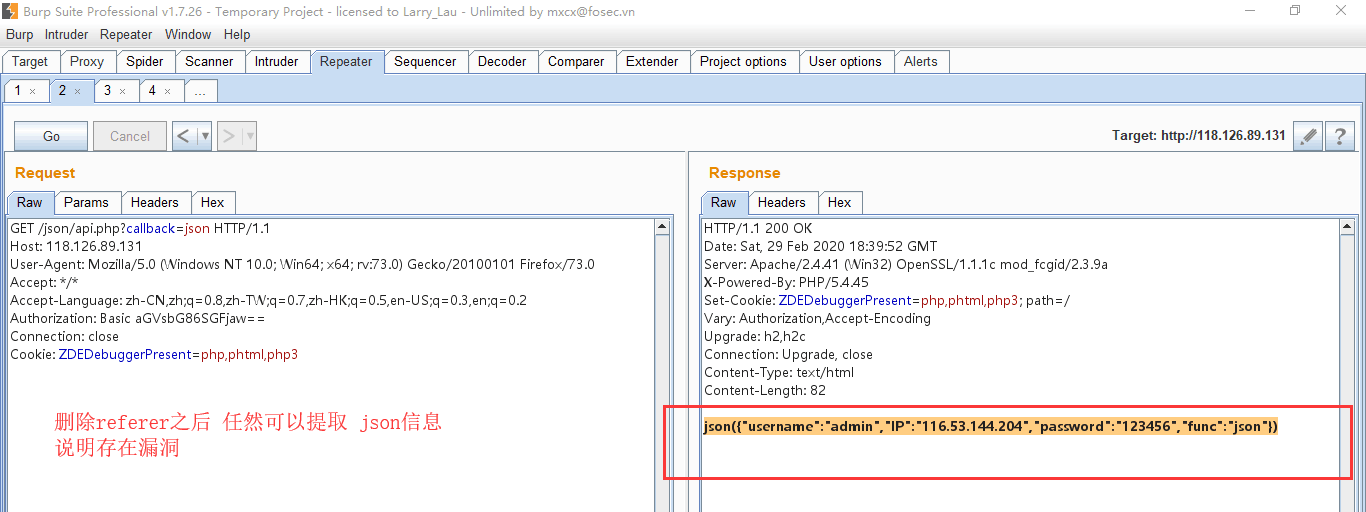 Burp Suite Professional v1.7.26 - Temporary Project - licensed to Larry_Lau - Unlimited by mxcx@fosec.vn
Burp Intruder Repeater Window Help
Target Proxy Spider Scanner Intruder Repeater Sequencer Decoder Comparer Extender Project options User options Alerts
1 × 2 × 3 × 4 × ...
Go Cancel < ▼ > ▼ Target: http://118.126.89.131 ?
Request
Raw Params Headers Hex
GET /json/api.php?callback=json HTTP/1.1
Host: 118.126.89.131
User-Agent: Mozilla/5.0 (Windows NT 10.0; Win64; x64; rv:73.0) Gecko/20100101 Firefox/73.0
Accept: */*
Accept-Language: zh-CN,zh;q=0.8,zh-TW;q=0.7,zh-HK;q=0.5,en-US;q=0.3,en;q=0.2
Authorization: Basic aGVsbG86SGFjaw==
Connection: close
Cookie: ZDEDebuggerPresent=php,phtml,php3
删除referer之后 任然可以提取 json信息
说明存在漏洞
Response
Raw Headers Hex
HTTP/1.1 200 OK
Date: Sat, 29 Feb 2020 18:39:52 GMT
Server: Apache/2.4.41 (Win32) OpenSSL/1.1.1c mod_fcgid/2.3.9a
X-Powered-By: PHP/5.4.45
Set-Cookie: ZDEDebuggerPresent=php,phtml,php3; path=/
Vary: Authorization,Accept-Encoding
Upgrade: h2,h2c
Connection: Upgrade, close
Content-Type: text/html
Content-Length: 82
json({"username":"admin","IP":"116.53.144.204","password":"123456","func":"json"})